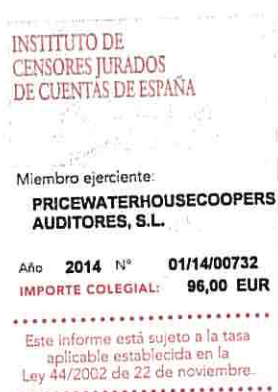 INSTITUTO DE
CENSORES JURADOS
DE CUENTAS DE ESPAÑA
Miembro ejerciente:
PRICEWATERHOUSECOOPERS
AUDITORES, S.L.
Año 2014 Nº 01/14/00732
IMPORTE COLEGIAL: 96,00 EUR
Este informe está sujeto a la tasa
aplicable establecida en la
Ley 44/2002 de 22 de noviembre.